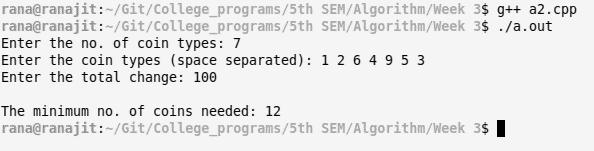 rana@ranajit:~/Git/College_programs/5th SEM/Algorithm/Week 3$ g++ a2.cpp
rana@ranajit:~/Git/College_programs/5th SEM/Algorithm/Week 3$ ./a.out
Enter the no. of coin types: 7
Enter the coin types (space separated): 1 2 6 4 9 5 3
Enter the total change: 100

The minimum no. of coins needed: 12
rana@ranajit:~/Git/College_programs/5th SEM/Algorithm/Week 3$